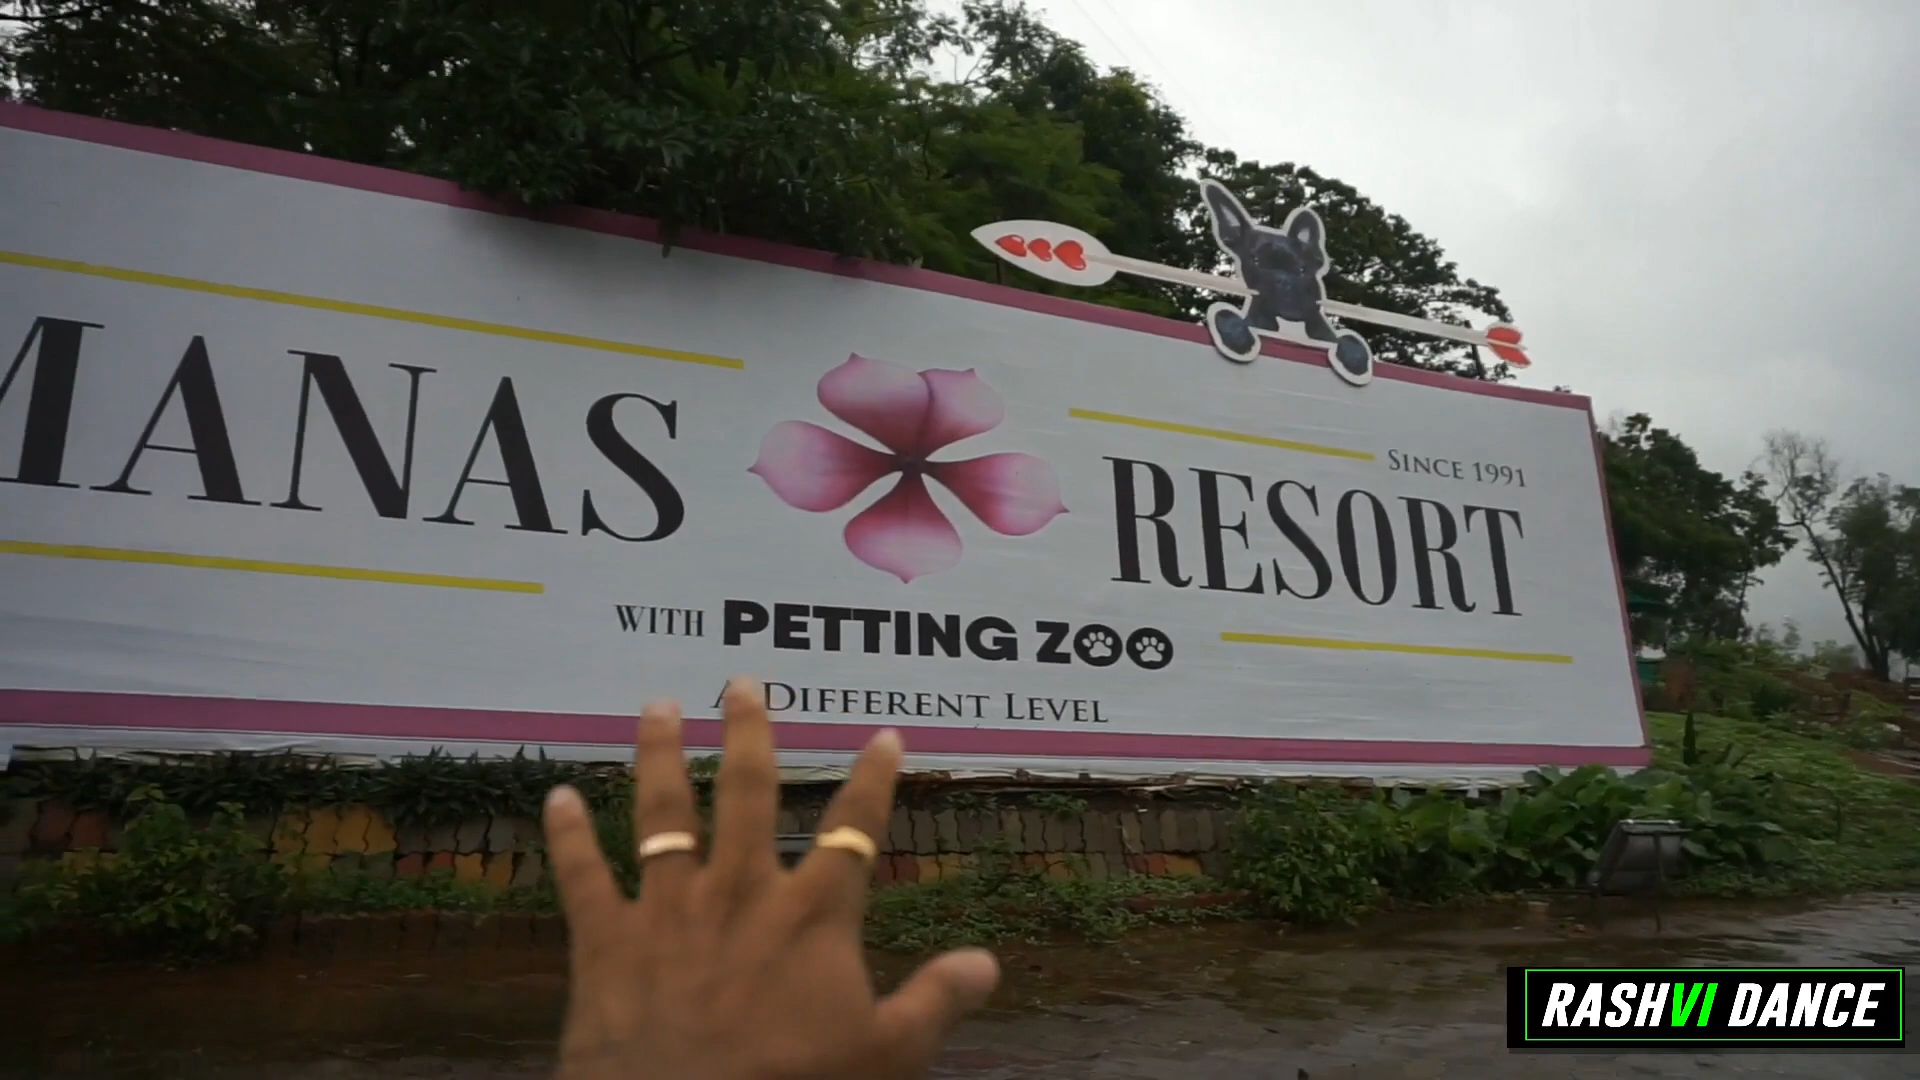 MANAS RESORT
SINCE 1991
WITH PETTING ZOO
A DIFFERENT LEVEL
RASHVI DANCE